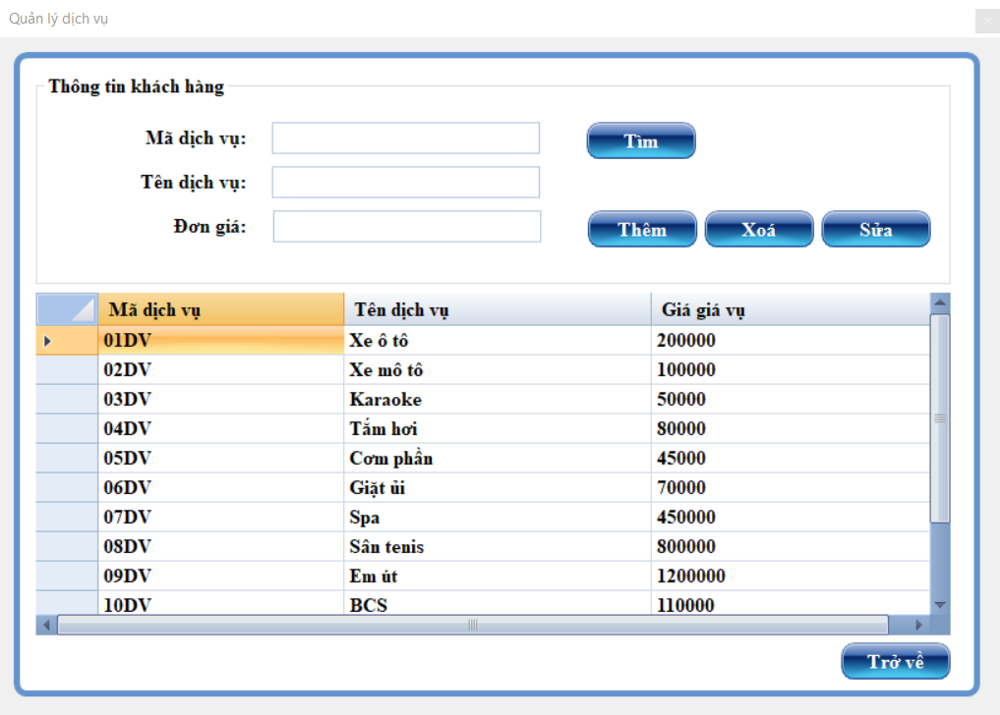 Quản lý dịch vụ
Thông tin khách hàng
Mã dịch vụ:
Tìm
Tên dịch vụ:
Đơn giá:
Thêm Xoá Sửa
Mã dịch vụ Tên dịch vụ Giá giá vụ
01DV Xe ô tô 200000
02DV Xe mô tô 100000
03DV Karaoke 50000
04DV Tắm hơi 80000
05DV Cơm phần 45000
06DV Giặt ủi 70000
07DV Spa 450000
08DV Sân tenis 800000
09DV Em út 1200000
10DV BCS 110000
Trở về